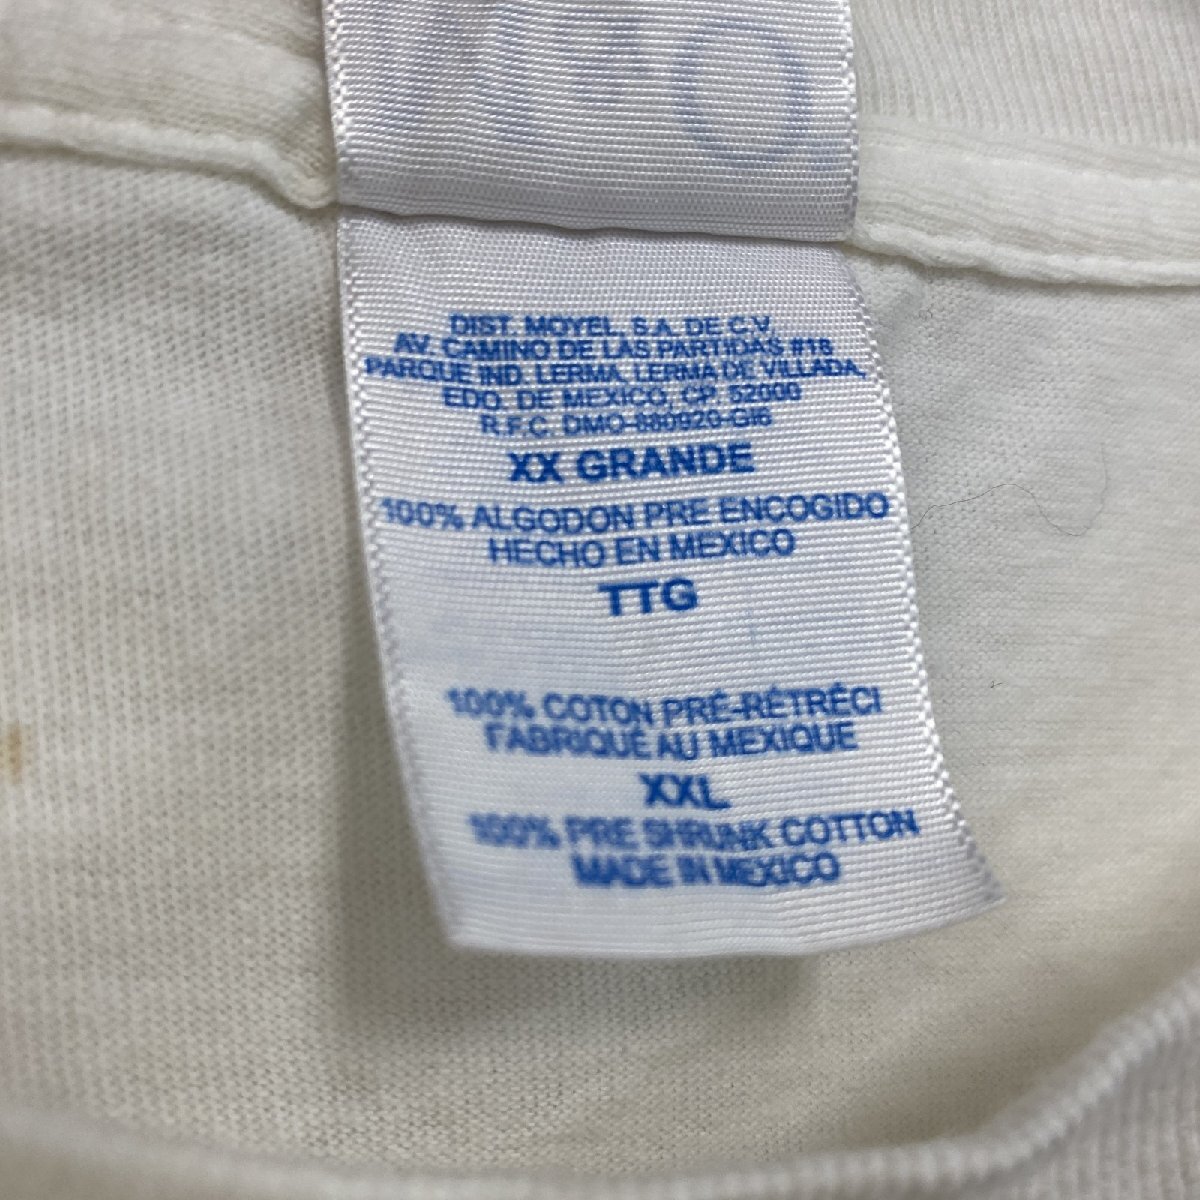 DIST. MOYEL, S.A. DE C.V.
AV. CAMINO DE LAS PARTIDAS #18
PARQUE IND. LERMA, LERMA DE VILLADA,
EDO. DE MEXICO, CP. 52000
R.F.C. DMO-880920-GI6
XX GRANDE
100% ALGODON PRE ENCOGIDO
HECHO EN MEXICO
TTG
100% COTON PRÉ-RÉTRÉCI
FABRIQUÉ AU MEXIQUE
XXL
100% PRE SHRUNK COTTON
MADE IN MEXICO